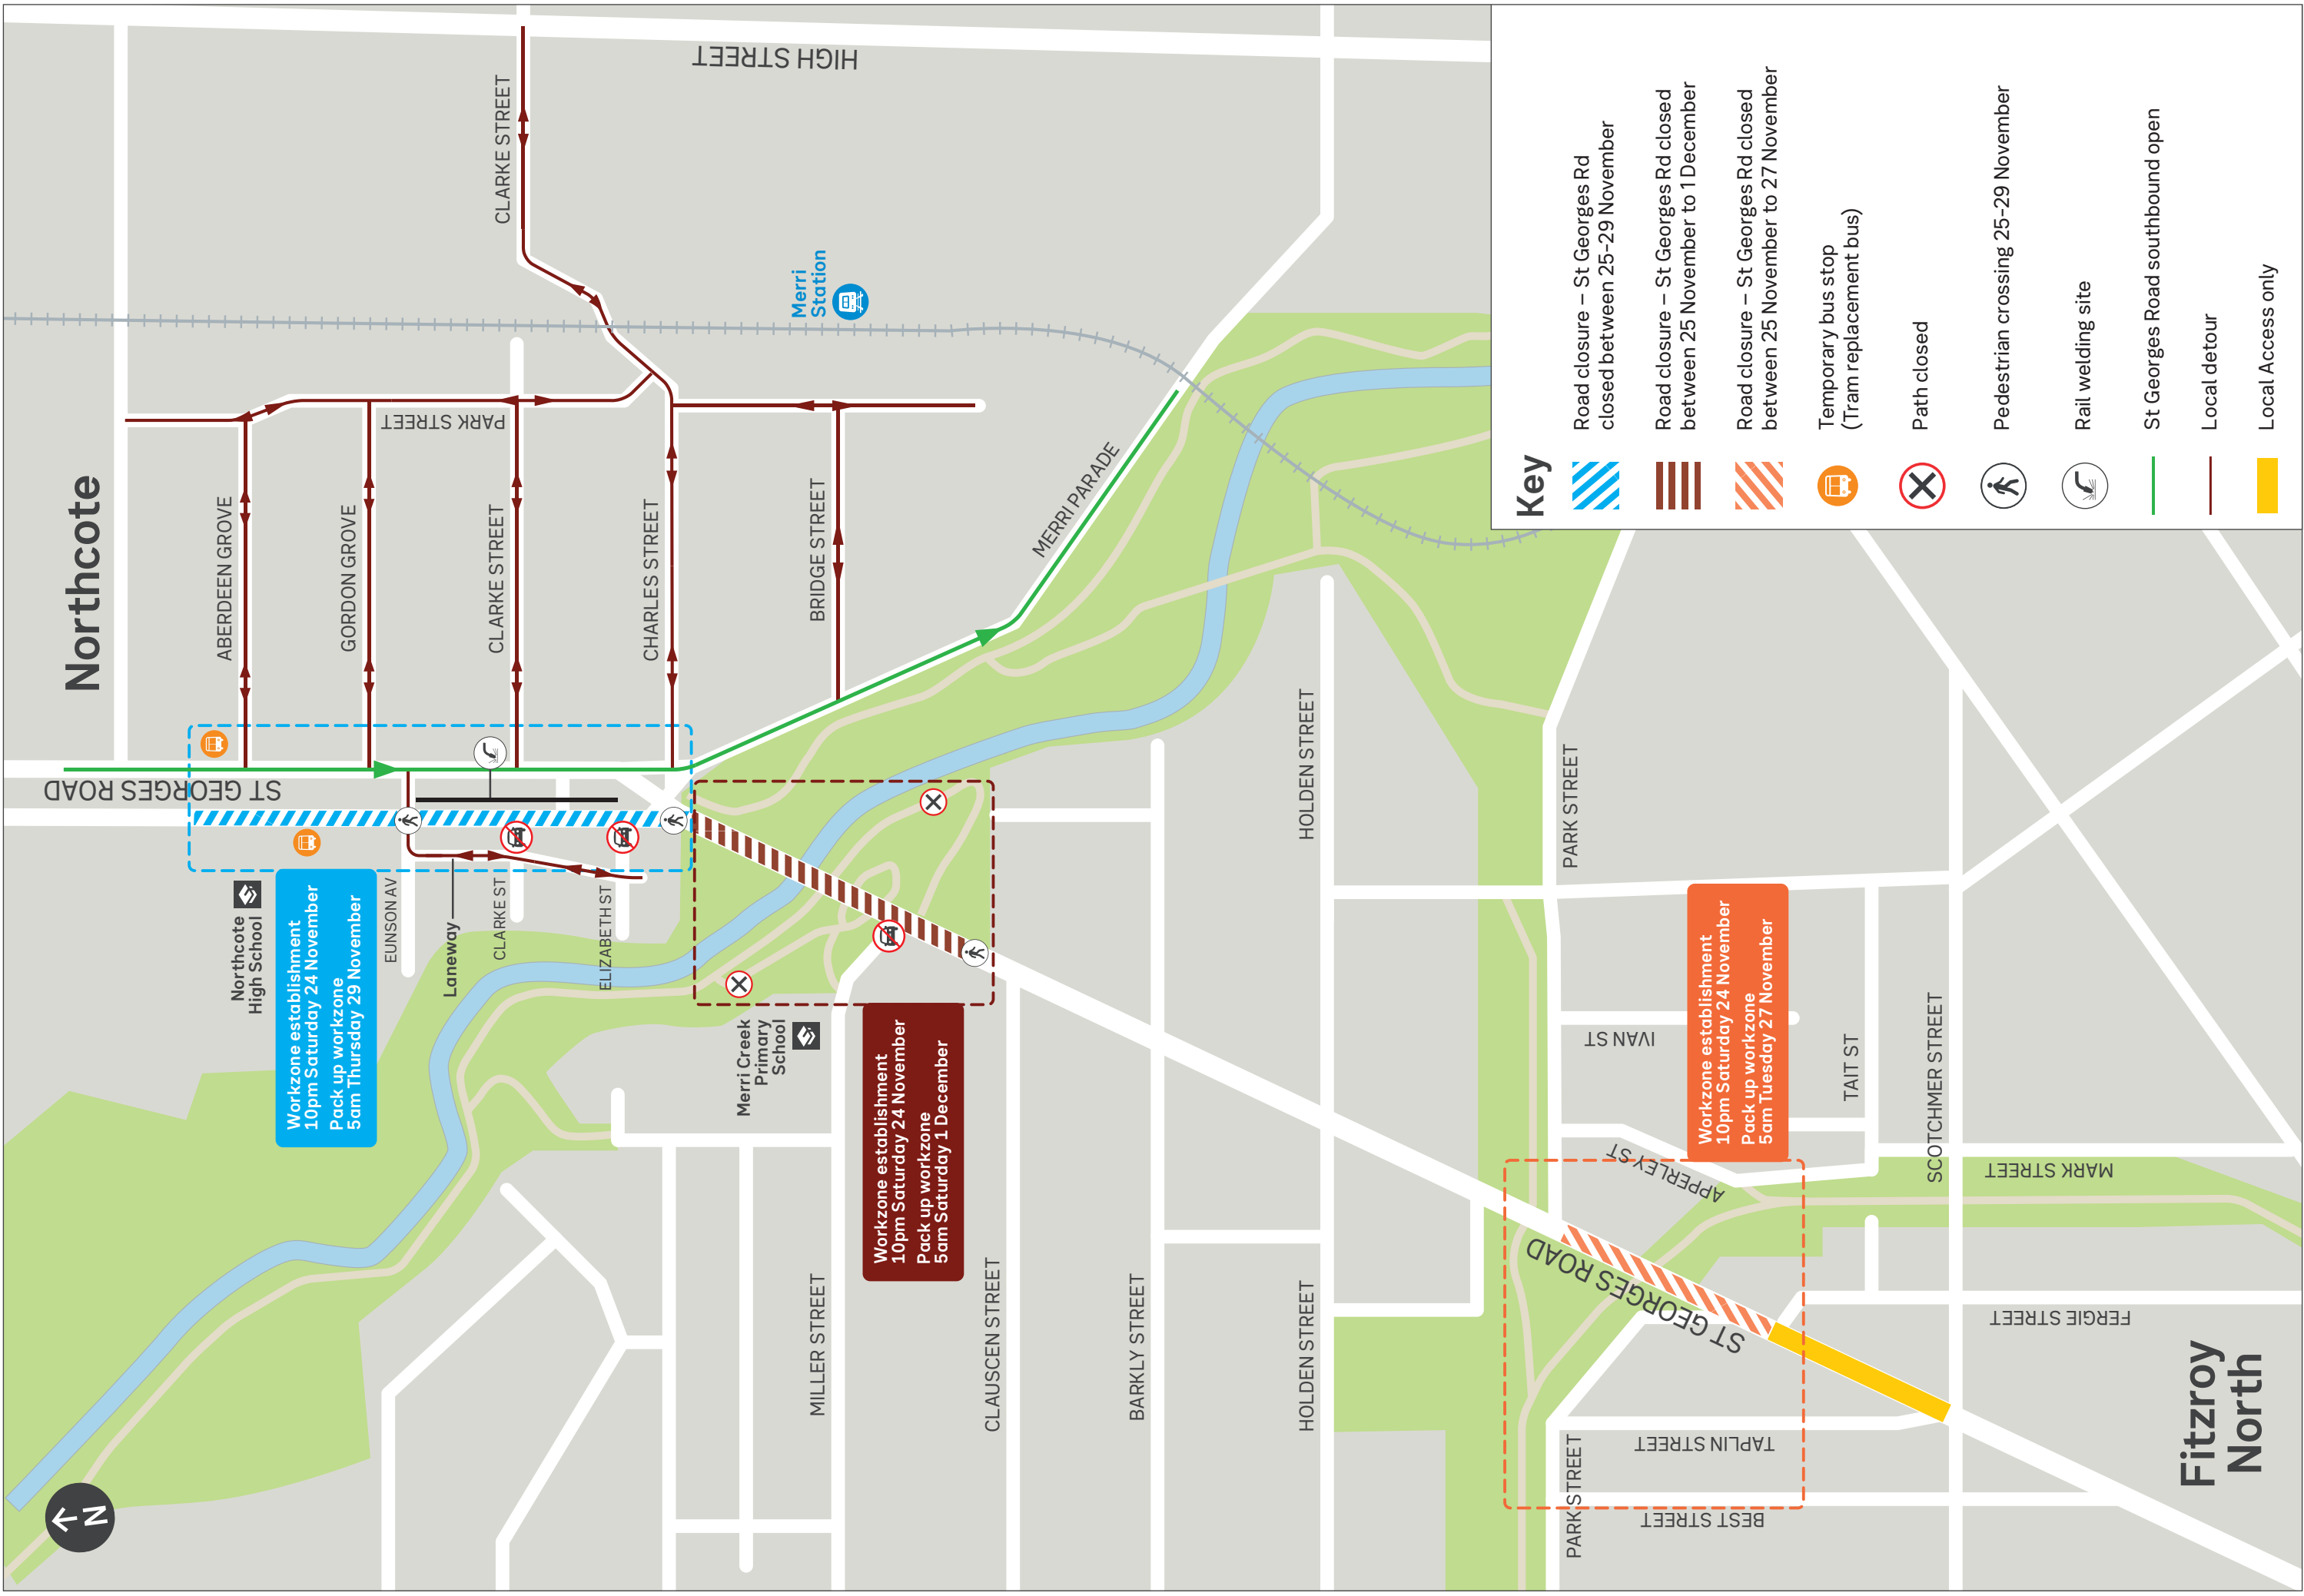 Northcote
HIGH STREET
CLARKE STREET
Merri
Station
PARK STREET
ABERDEEN GROVE
GORDON GROVE
CLARKE STREET
CHARLES STREET
BRIDGE STREET
MERRI PARADE
ST GEORGES ROAD
Northcote
High School
Workzone establishment
10pm Saturday 24 November
Pack up workzone
5am Thursday 29 November
EUNSON AV
Laneway
CLARKE ST
ELIZABETH ST
Merri Creek
Primary
School
Workzone establishment
10pm Saturday 24 November
Pack up workzone
5am Saturday 1 December
MILLER STREET
CLAUSCEN STREET
BARKLY STREET
HOLDEN STREET
HOLDEN STREET
PARK STREET
IVAN ST
Workzone establishment
10pm Saturday 24 November
Pack up workzone
5am Tuesday 27 November
TAIT ST
SCOTCHMER STREET
APPERLEY ST
MARK STREET
ST GEORGES ROAD
FERGIE STREET
TAPLIN STREET
PARK STREET
BEST STREET
Fitzroy
North
N
Key
Road closure – St Georges Rd
closed between 25-29 November
Road closure – St Georges Rd closed
between 25 November to 1 December
Road closure – St Georges Rd closed
between 25 November to 27 November
Temporary bus stop
(Tram replacement bus)
Path closed
Pedestrian crossing 25-29 November
Rail welding site
St Georges Road southbound open
Local detour
Local Access only